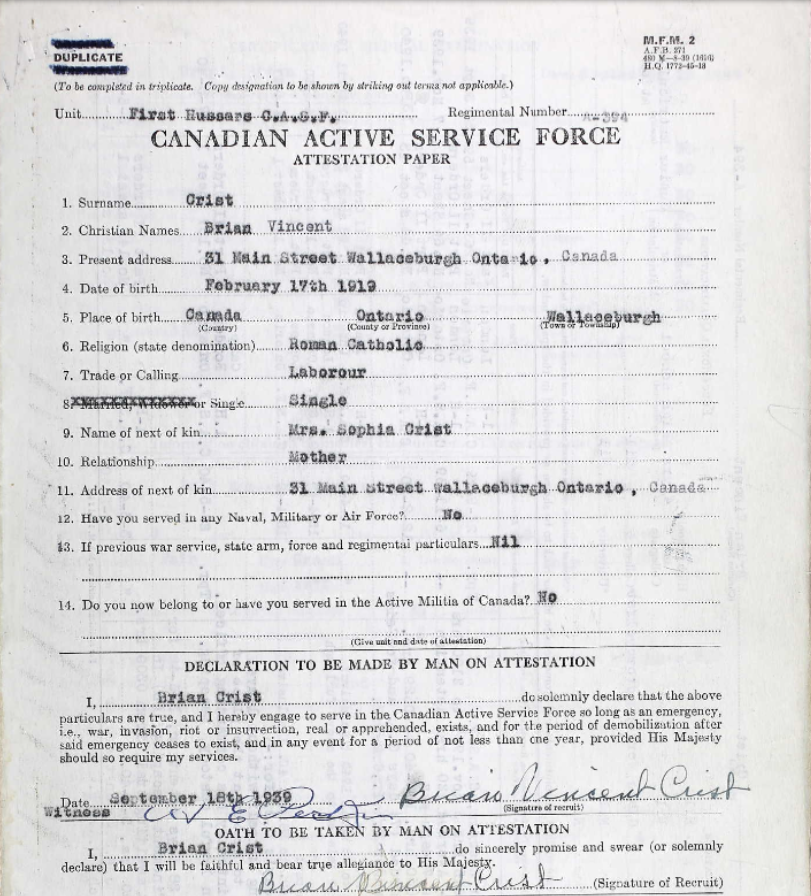 DUPLICATE
M.F.M. 2
A.F.B. 271
H.Q. 1772-45-18
(To be completed in triplicate. Copy designation to be shown by striking out terms not applicable.)
Unit First Hussars C.A.S.F. Regimental Number A-394
CANADIAN ACTIVE SERVICE FORCE
ATTESTATION PAPER
1. Surname Crist
2. Christian Names Brian Vincent
3. Present address 31 Main Street Wallaceburgh Ontario, Canada
4. Date of birth February 17th 1919
5. Place of birth Canada Ontario Wallaceburgh
(Country) (County or Province) (Town or Township)
6. Religion (state denomination) Roman Catholic
7. Trade or Calling Labourour
8. Married, Widower or Single Single
9. Name of next of kin Mrs. Sophia Crist
10. Relationship Mother
11. Address of next of kin 31 Main Street Wallaceburgh Ontario, Canada
12. Have you served in any Naval, Military or Air Force? No
13. If previous war service, state arm, force and regimental particulars Nil
14. Do you now belong to or have you served in the Active Militia of Canada? No
(Give unit and date of attestation)
DECLARATION TO BE MADE BY MAN ON ATTESTATION
I, Brian Crist do solemnly declare that the above
particulars are true, and I hereby engage to serve in the Canadian Active Service Force so long as an emergency,
i.e., war, invasion, riot or insurrection, real or apprehended, exists, and for the period of demobilization after
said emergency ceases to exist, and in any event for a period of not less than one year, provided His Majesty
should so require my services.
Date September 18th 1939 Brian Vincent Crist
(Signature of recruit)
Witness
OATH TO BE TAKEN BY MAN ON ATTESTATION
I, Brian Crist do sincerely promise and swear (or solemnly
declare) that I will be faithful and bear true allegiance to His Majesty.
Brian Vincent Crist (Signature of Recruit)